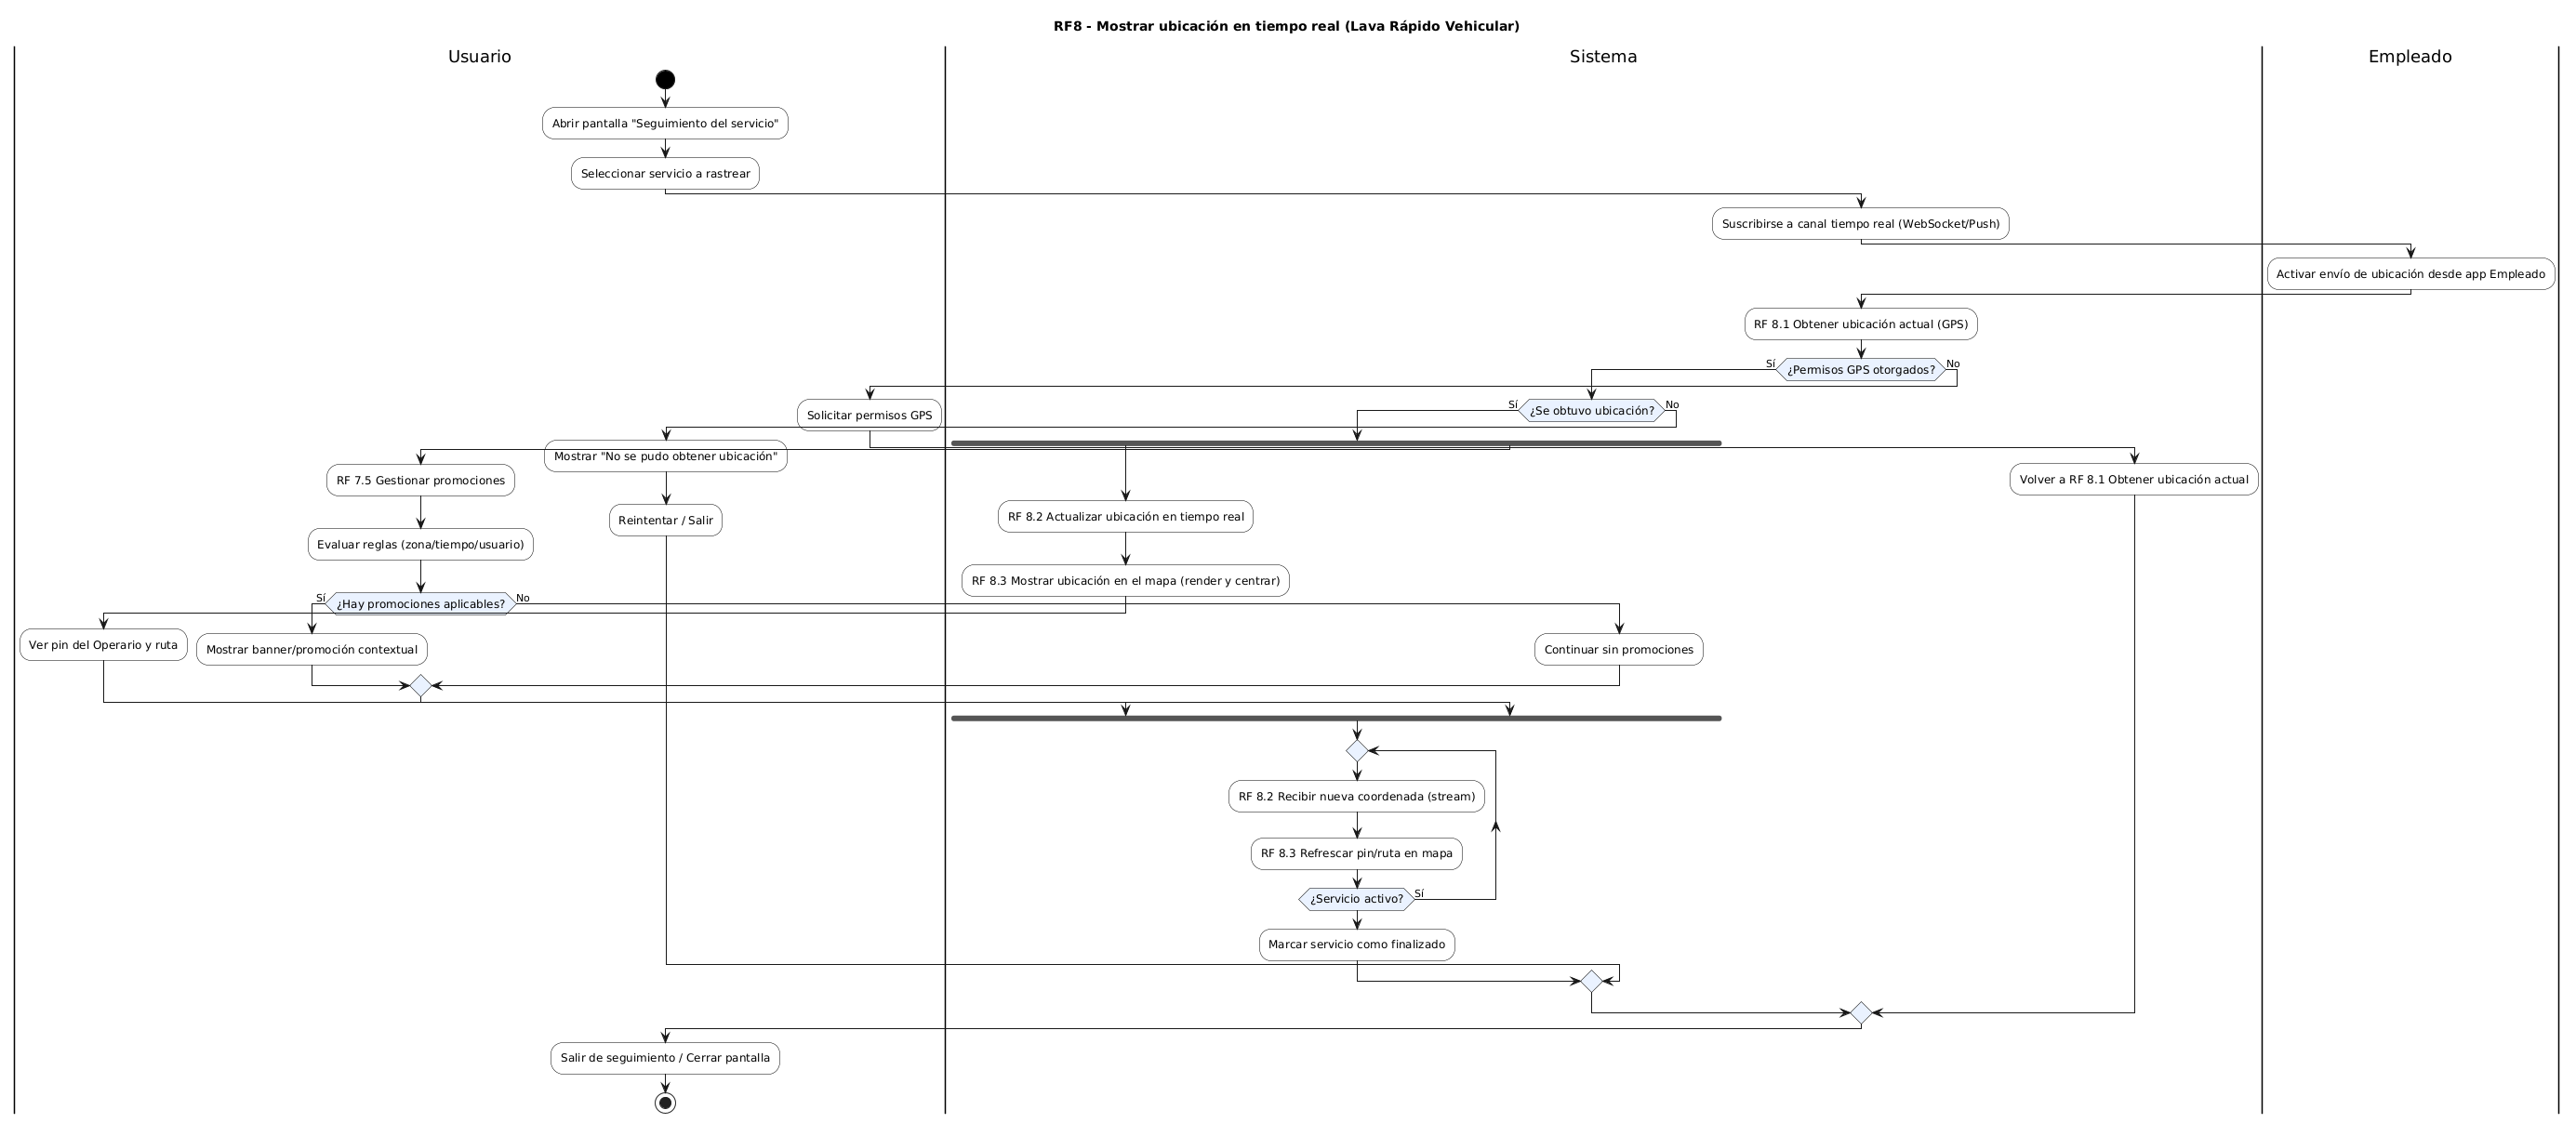 RF8 - Mostrar ubicación en tiempo real (Lava Rápido Vehicular)
Usuario
Sistema
Empleado
Abrir pantalla "Seguimiento del servicio"
Seleccionar servicio a rastrear
Suscribirse a canal tiempo real (WebSocket/Push)
Activar envío de ubicación desde app Empleado
RF 8.1 Obtener ubicación actual (GPS)
Sí
¿Permisos GPS otorgados?
No
Solicitar permisos GPS
Sí
¿Se obtuvo ubicación?
No
Mostrar "No se pudo obtener ubicación"
RF 7.5 Gestionar promociones
Volver a RF 8.1 Obtener ubicación actual
Reintentar / Salir
RF 8.2 Actualizar ubicación en tiempo real
Evaluar reglas (zona/tiempo/usuario)
RF 8.3 Mostrar ubicación en el mapa (render y centrar)
Sí
¿Hay promociones aplicables?
No
Ver pin del Operario y ruta
Mostrar banner/promoción contextual
Continuar sin promociones
RF 8.2 Recibir nueva coordenada (stream)
RF 8.3 Refrescar pin/ruta en mapa
¿Servicio activo?
Sí
Marcar servicio como finalizado
Salir de seguimiento / Cerrar pantalla